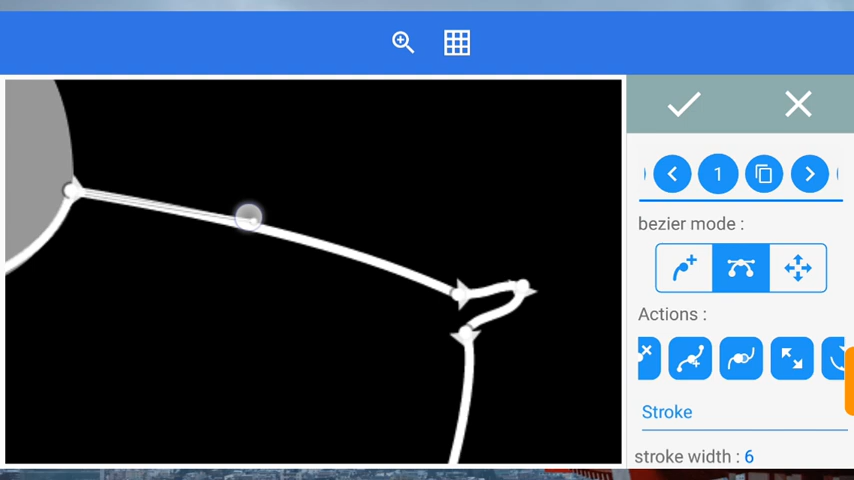 1
bezier mode :
Actions :
Stroke
stroke width : 6